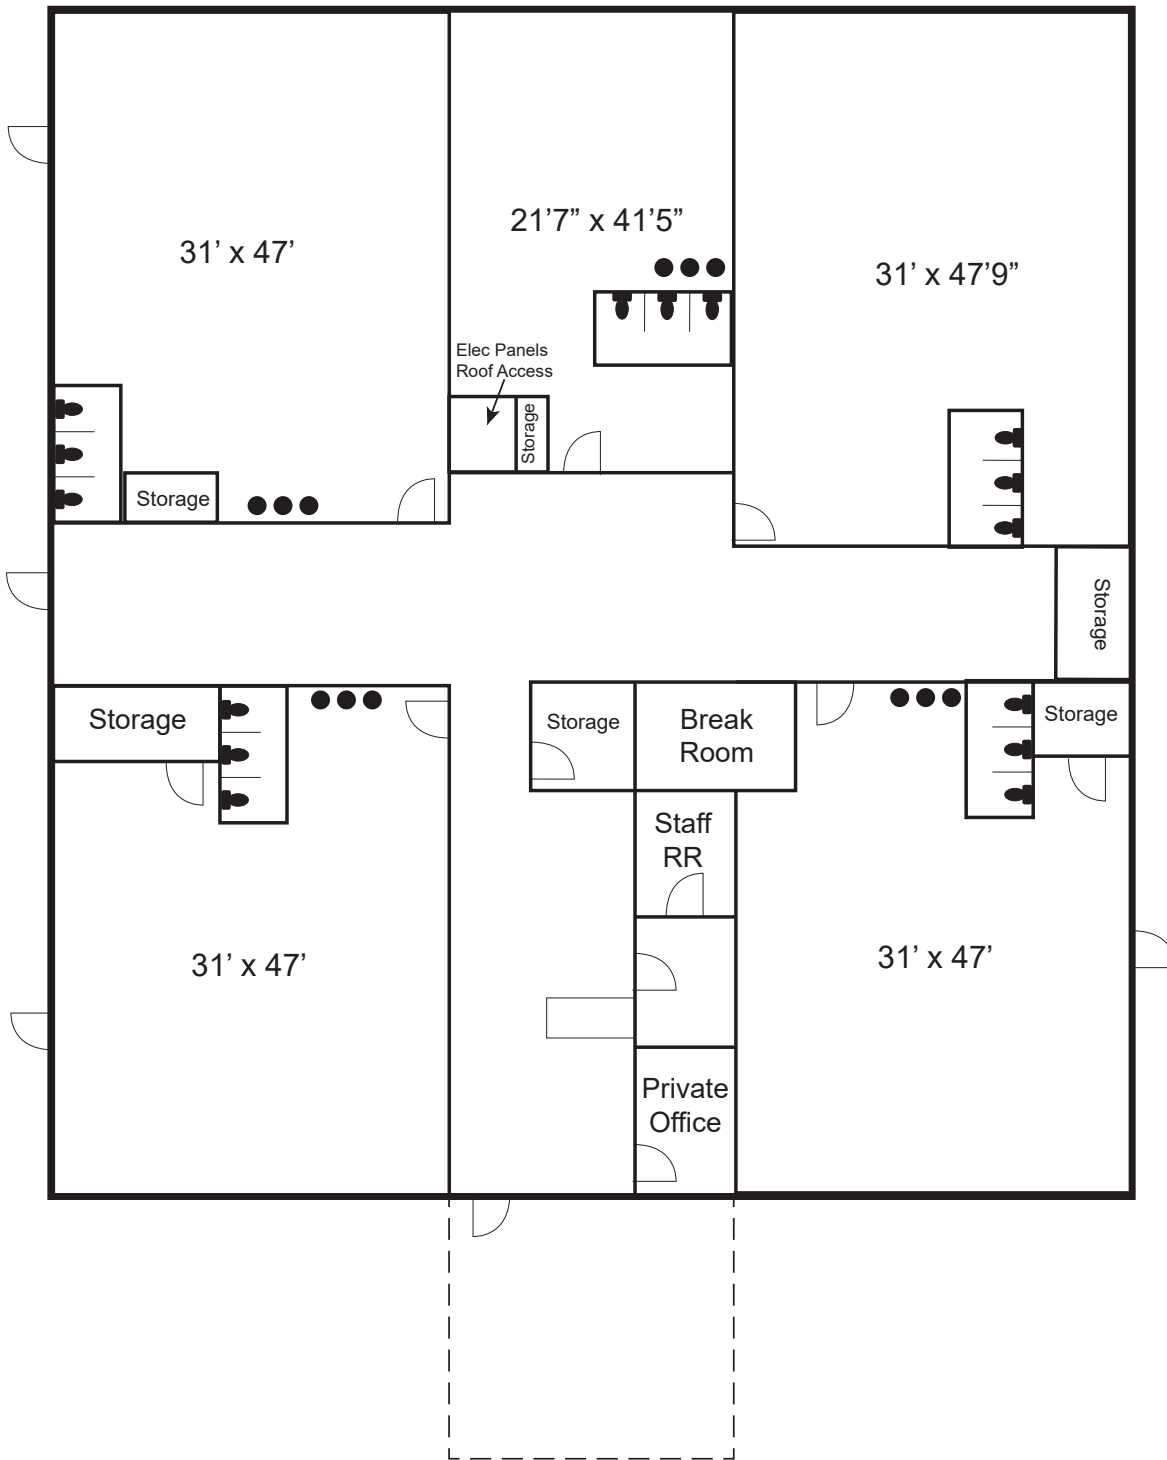 21’7” x 41’5”
31’ x 47’
31’ x 47’9”
Elec Panels
Roof Access
Storage
Storage
Storage
Storage
Storage
Break
Room
Storage
Staff
RR
31’ x 47’
31’ x 47’
Private
Office